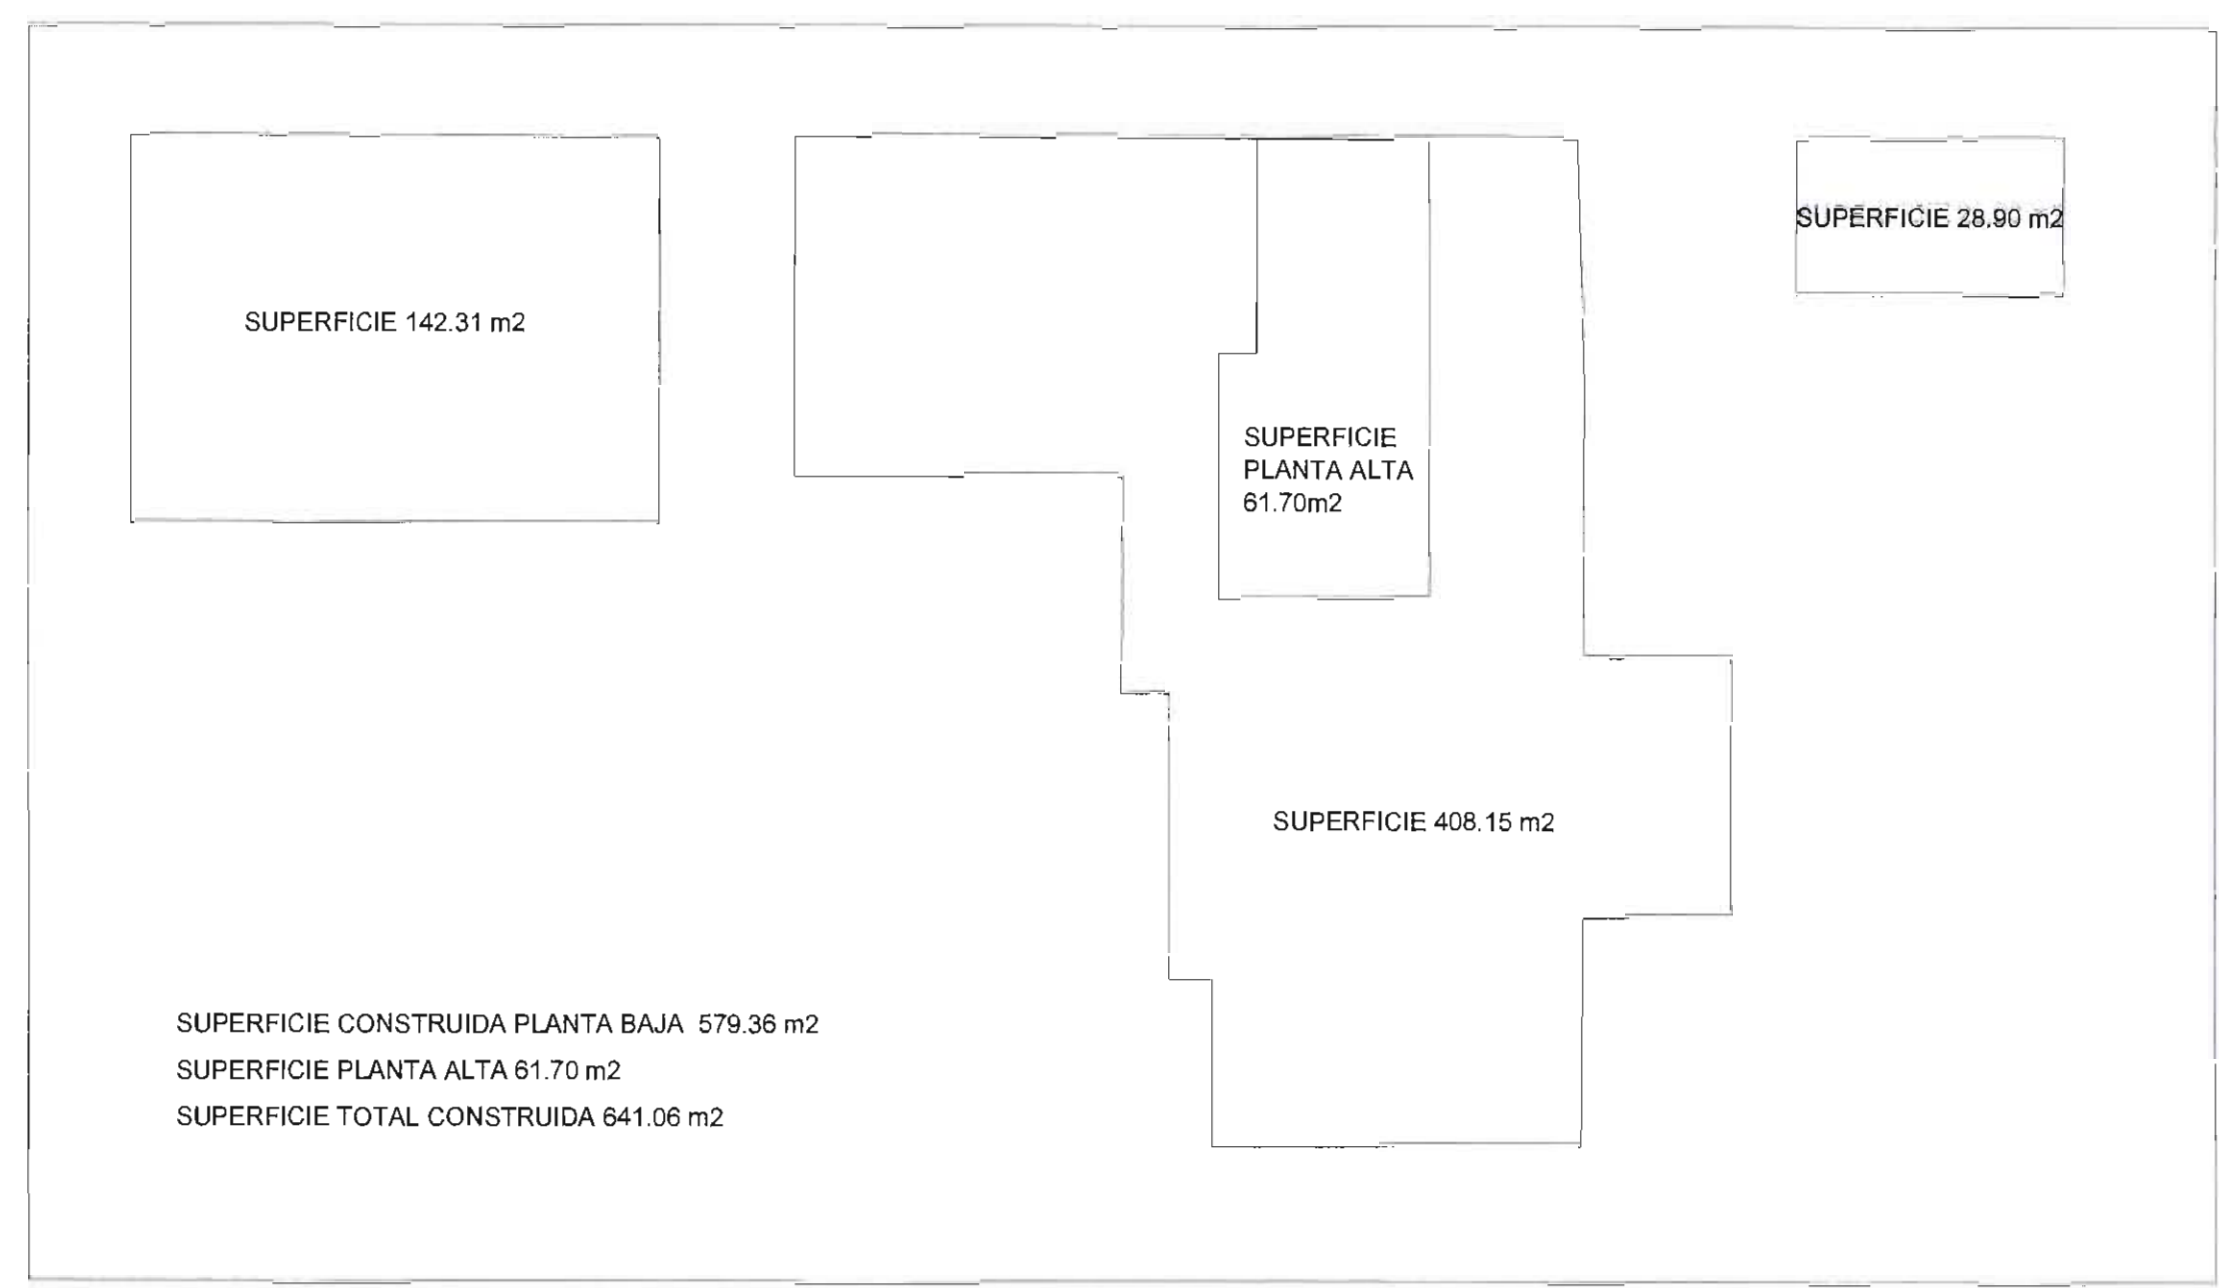 SUPERFICIE 28.90 m2
SUPERFICIE 142.31 m2
SUPERFICIE
PLANTA ALTA
61.70m2
SUPERFICIE 408.15 m2
SUPERFICIE CONSTRUIDA PLANTA BAJA 579.36 m2
SUPERFICIE PLANTA ALTA 61.70 m2
SUPERFICIE TOTAL CONSTRUIDA 641.06 m2